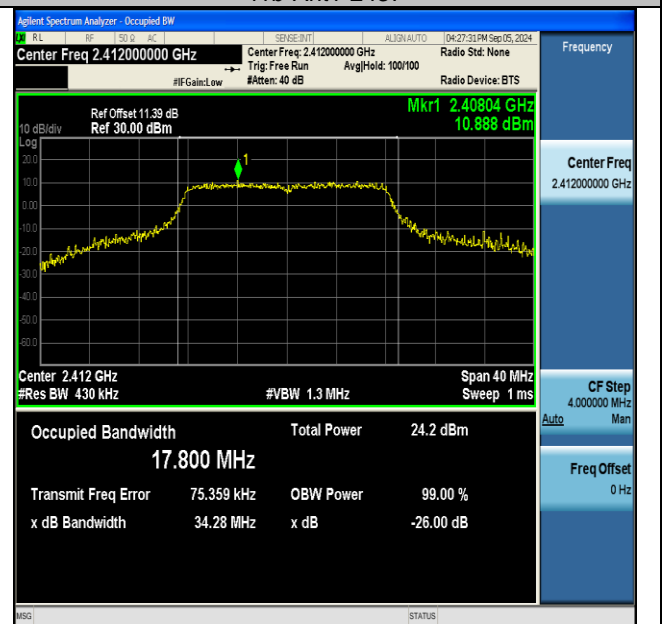 Agilent Spectrum Analyzer - Occupied BW
LXI RL RF 50 Ω AC SENSE:INT ALIGN AUTO 04:27:31 PM Sep 05, 2024
Center Freq 2.412000000 GHz Center Freq: 2.412000000 GHz Radio Std: None Frequency
Trig: Free Run Avg|Hold: 100/100
#IFGain:Low #Atten: 40 dB Radio Device: BTS
Ref Offset 11.39 dB Mkr1 2.40804 GHz
10 dB/div Ref 30.00 dBm 10.888 dBm
Log
20.0
1
10.0
0.00
-10.0
-20.0
-30.0
-40.0
-50.0
-60.0
Center Freq
2.412000000 GHz
Center 2.412 GHz Span 40 MHz
#Res BW 430 kHz #VBW 1.3 MHz Sweep 1 ms
CF Step
4.000000 MHz
Auto Man
Occupied Bandwidth Total Power 24.2 dBm
17.800 MHz
Freq Offset
0 Hz
Transmit Freq Error 75.359 kHz OBW Power 99.00 %
x dB Bandwidth 34.28 MHz x dB -26.00 dB
MSG STATUS